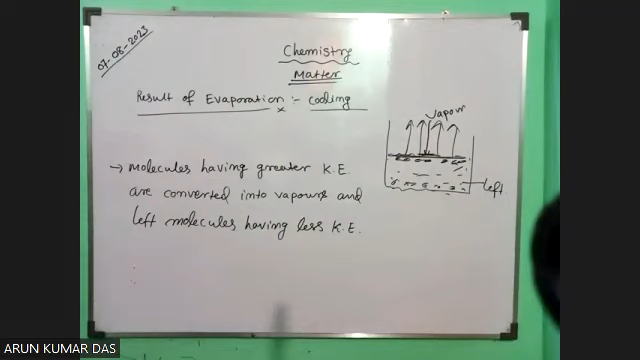 07-08-2023
Chemistry
Matter
Result of Evaporation :- cooling
Vapour
→ Molecules having greater K.E.
are converted into vapours and
left molecules having less K.E.
left
ARUN KUMAR DAS